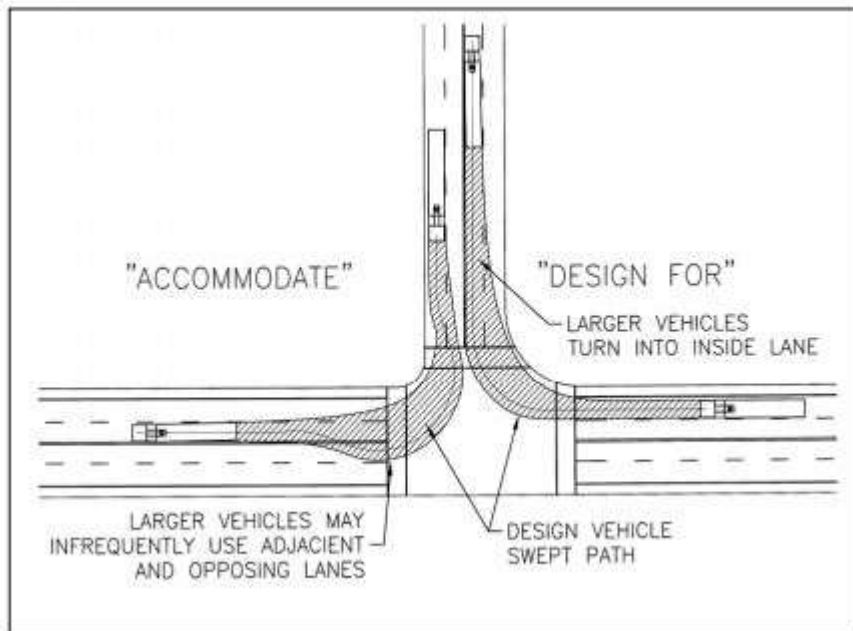 "ACCOMMODATE"
"DESIGN FOR"
LARGER VEHICLES
TURN INTO INSIDE LANE
LARGER VEHICLES MAY
INFREQUENTLY USE ADJACIENT
AND OPPOSING LANES
DESIGN VEHICLE
SWEPT PATH